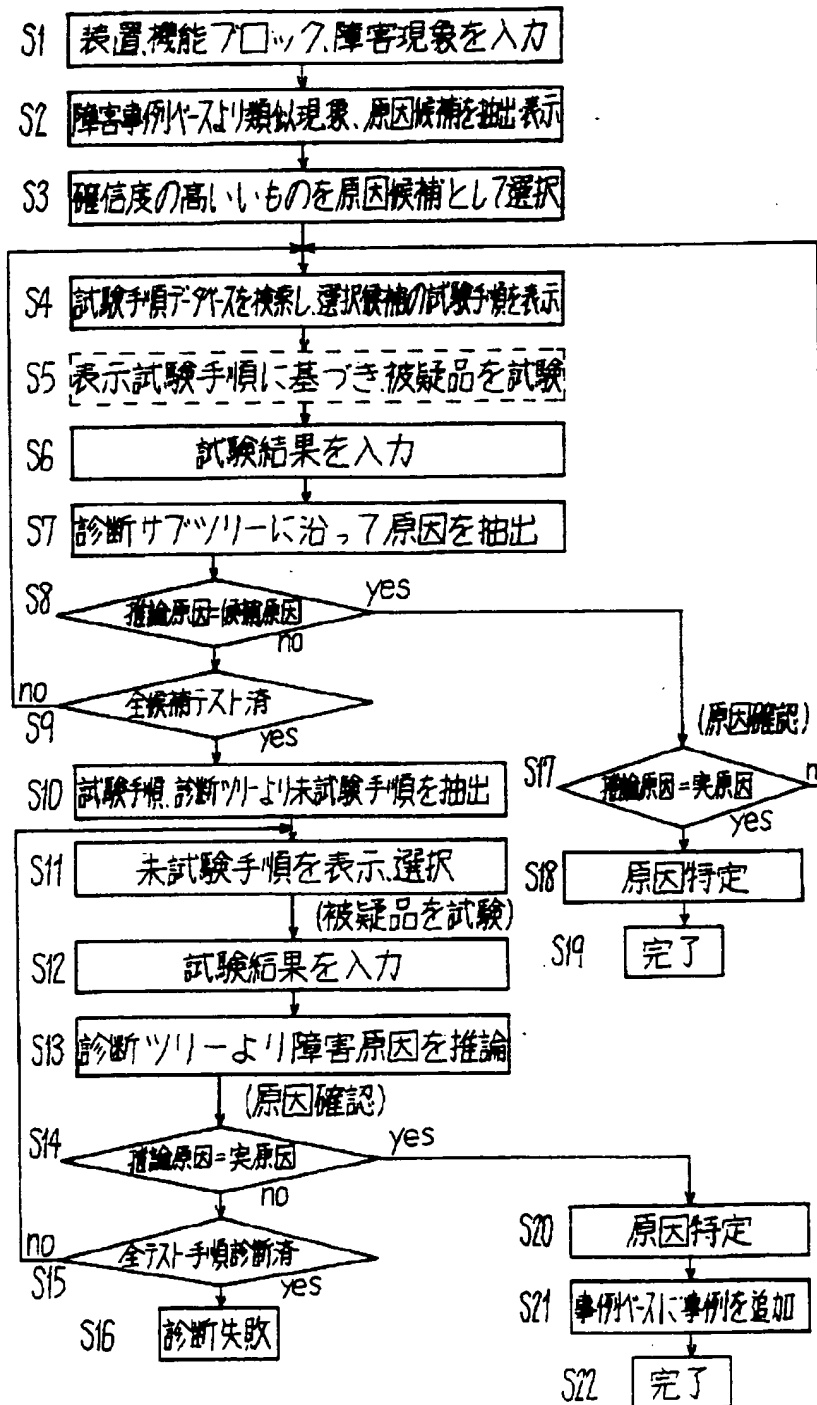 S1 装置、機能ブロック、障害現象を入力
S2 障害事例ベースより類似現象、原因候補を抽出表示
S3 確信度の高いいものを原因候補として選択
S4 試験手順データベースを検索し、選択候補の試験手順を表示
S5 表示試験手順に基づき、被疑品を試験
S6 試験結果を入力
S7 診断サブツリーに沿って原因を抽出
S8 推論原因=候補原因
yes
no
S9 全候補テスト済
no
yes
S10 試験手順、診断ツリーより未試験手順を抽出
S11 未試験手順を表示、選択
(被疑品を試験)
S12 試験結果を入力
S13 診断ツリーより障害原因を推論
(原因確認)
S14 推論原因=実原因
yes
no
S15 全テスト手順診断済
no
yes
S16 診断失敗
(原因確認)
S17 推論原因=実原因
n
yes
S18 原因特定
S19 完了
S20 原因特定
S21 事例ベースに事例を追加
S22 完了